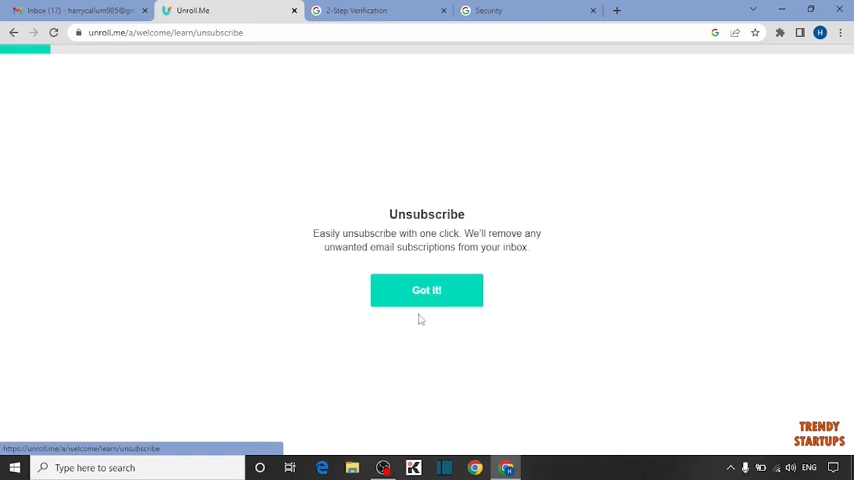 Inbox (17) - harrycallum985@gm
Unroll.Me
2-Step Verification
Security
unroll.me/a/welcome/learn/unsubscribe
Unsubscribe
Easily unsubscribe with one click. We'll remove any
unwanted email subscriptions from your inbox.
Got it!
TRENDY
STARTUPS
https://unroll.me/a/welcome/learn/unsubscribe
Type here to search
ENG